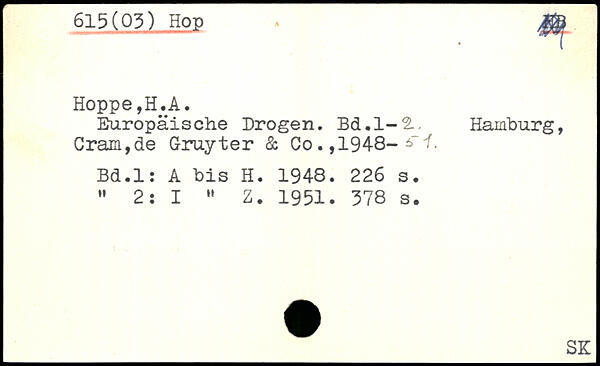 615(03) Hop
Hoppe,H.A.
Europäische Drogen. Bd.1-2. Hamburg,
Cram,de Gruyter & Co.,1948-51.
Bd.1: A bis H. 1948. 226 s.
" 2: I " Z. 1951. 378 s.
SK